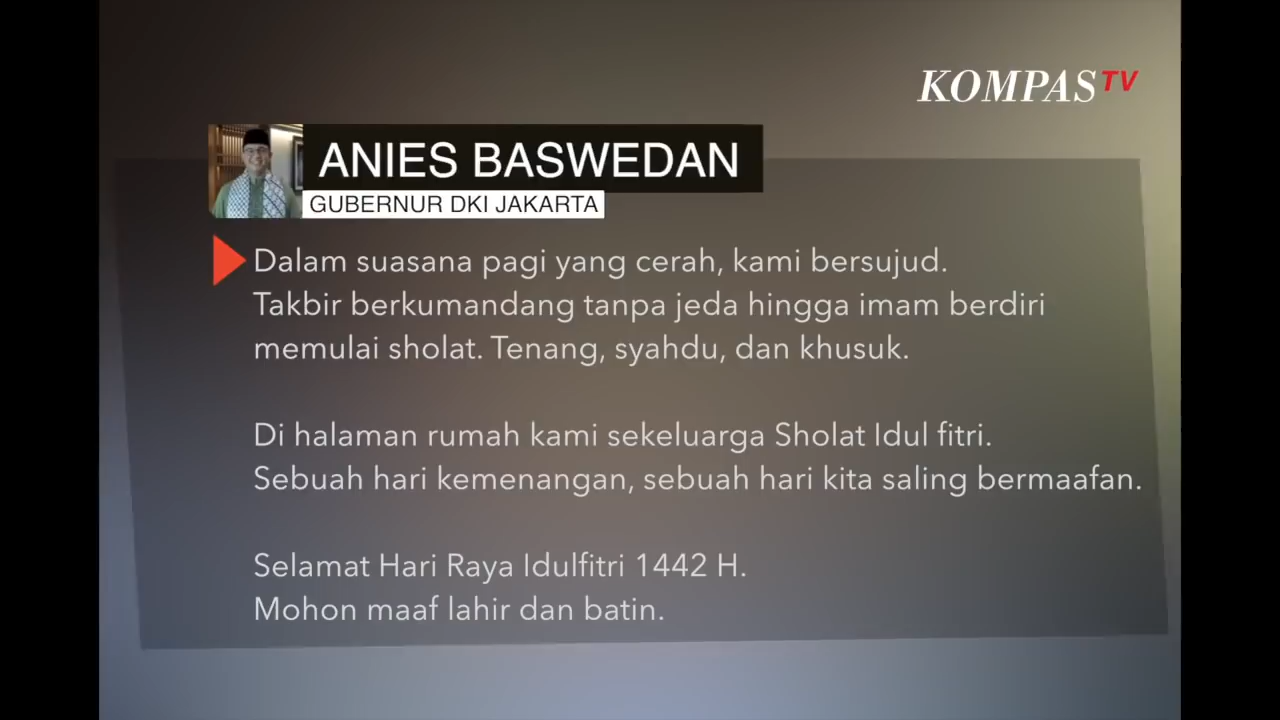 KOMPAS TV
ANIES BASWEDAN
GUBERNUR DKI JAKARTA
Dalam suasana pagi yang cerah, kami bersujud.
Takbir berkumandang tanpa jeda hingga imam berdiri
memulai sholat. Tenang, syahdu, dan khusuk.
Di halaman rumah kami sekeluarga Sholat Idul fitri.
Sebuah hari kemenangan, sebuah hari kita saling bermaafan.
Selamat Hari Raya Idulfitri 1442 H.
Mohon maaf lahir dan batin.